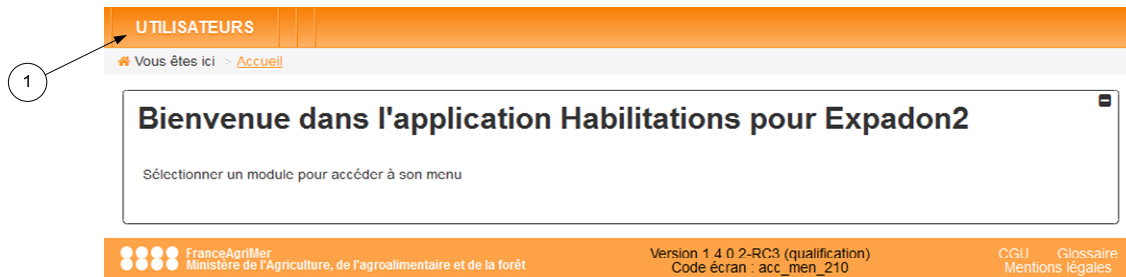 UTILISATEURS
1
Vous êtes ici > Accueil
Bienvenue dans l'application Habilitations pour Expadon2
Sélectionner un module pour accéder à son menu
FranceAgriMer
Ministère de l'Agriculture, de l'agroalimentaire et de la forêt
Version 1.4.0.2-RC3 (qualification)
Code écran : acc_men_210
CGU Glossaire
Mentions légales